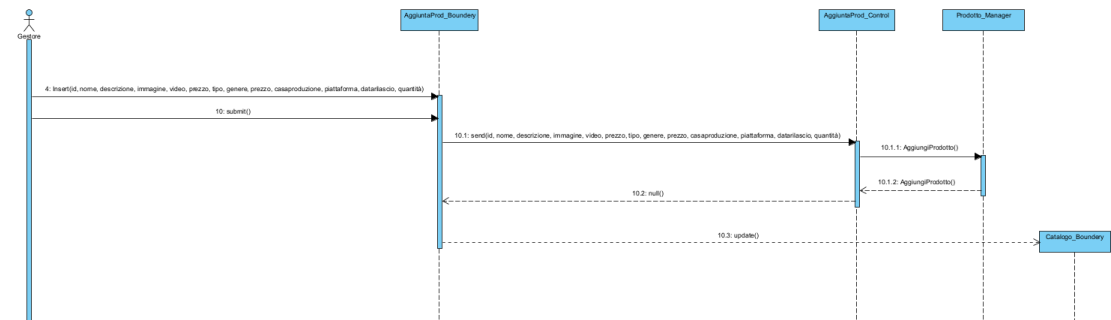 Gestore
AggiuntaProd_Boundery
AggiuntaProd_Control
Prodotto_Manager
4: Insert(id, nome, descrizione, immagine, video, prezzo, tipo, genere, prezzo, casaproduzione, piattaforma, datarilascio, quantità)
10: submit()
10.1: send(id, nome, descrizione, immagine, video, prezzo, tipo, genere, prezzo, casaproduzione, piattaforma, datarilascio, quantità)
10.1.1: AggiungiProdotto()
10.1.2: AggiungiProdotto()
10.2: null()
10.3: update()
Catalogo_Boundery